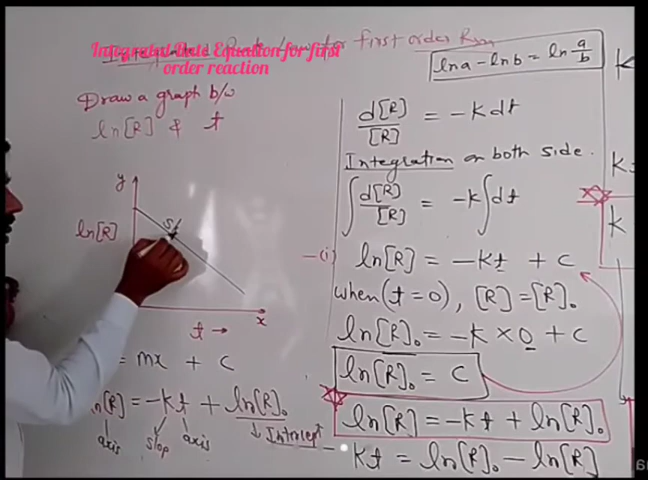 Integrated Rate Equation for first
order reaction
for first order Rxn
ln a - ln b = ln a/b
Draw a graph b/w
ln[R] & t
y
ln[R]
t →
x
= mx + c
ln[R] = -kt + ln[R]₀
axis
slop
axis
↓ Intercept
d[R]/[R] = -K dt
Integration on both side.
∫ d[R]/[R] = -k ∫ dt
—(i) ln[R] = -Kt + C
when (t = 0), [R] = [R]₀
ln[R]₀ = -K × 0 + C
ln[R]₀ = C
ln[R] = -Kt + ln[R]₀
Kt = ln[R]₀ - ln[R]
K
K=
k